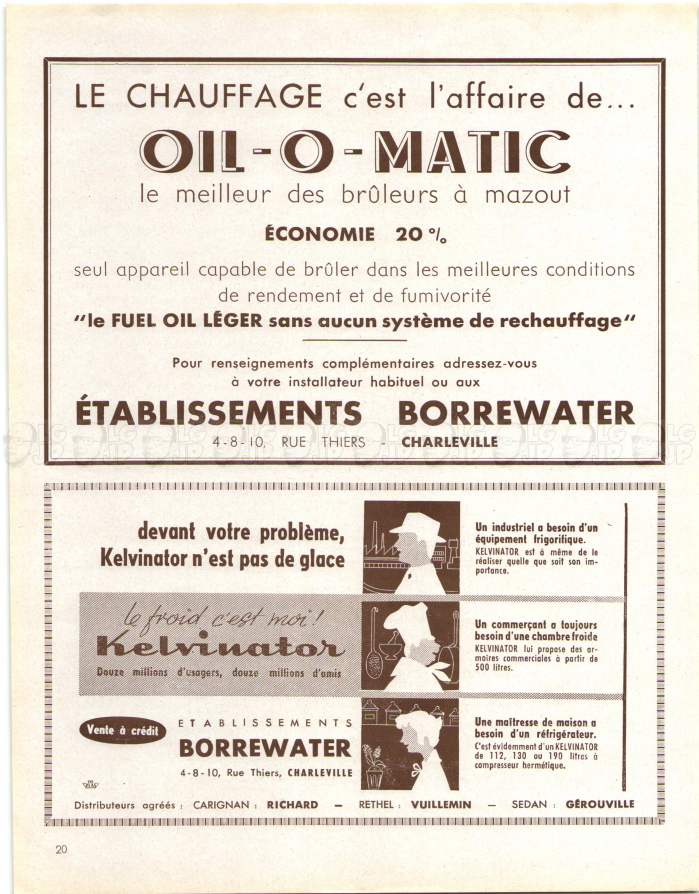 LE CHAUFFAGE c'est l'affaire de...
OIL-O-MATIC
le meilleur des brûleurs à mazout
ÉCONOMIE 20 %
seul appareil capable de brûler dans les meilleures conditions
de rendement et de fumivorité
"le FUEL OIL LÉGER sans aucun système de rechauffage"
Pour renseignements complémentaires adressez-vous
à votre installateur habituel ou aux
ÉTABLISSEMENTS BORREWATER
4-8-10, RUE THIERS - CHARLEVILLE
devant votre problème,
Kelvinator n'est pas de glace
le froid c'est moi!
Kelvinator
Douze millions d'usagers, douze millions d'amis
Vente à crédit
ETABLISSEMENTS
BORREWATER
4-8-10, Rue Thiers, CHARLEVILLE
Un industriel a besoin d'un
équipement frigorifique.
KELVINATOR est à même de le
réaliser quelle que soit son im-
portance.
Un commerçant a toujours
besoin d'une chambre froide
KELVINATOR lui propose des ar-
moires commerciales à partir de
500 litres.
Une maîtresse de maison a
besoin d'un réfrigérateur.
C'est évidemment d'un KELVINATOR
de 112, 130 ou 190 litres à
compresseur hermétique.
Distributeurs agréés : CARIGNAN : RICHARD — RETHEL : VUILLEMIN — SEDAN : GÉROUVILLE
20